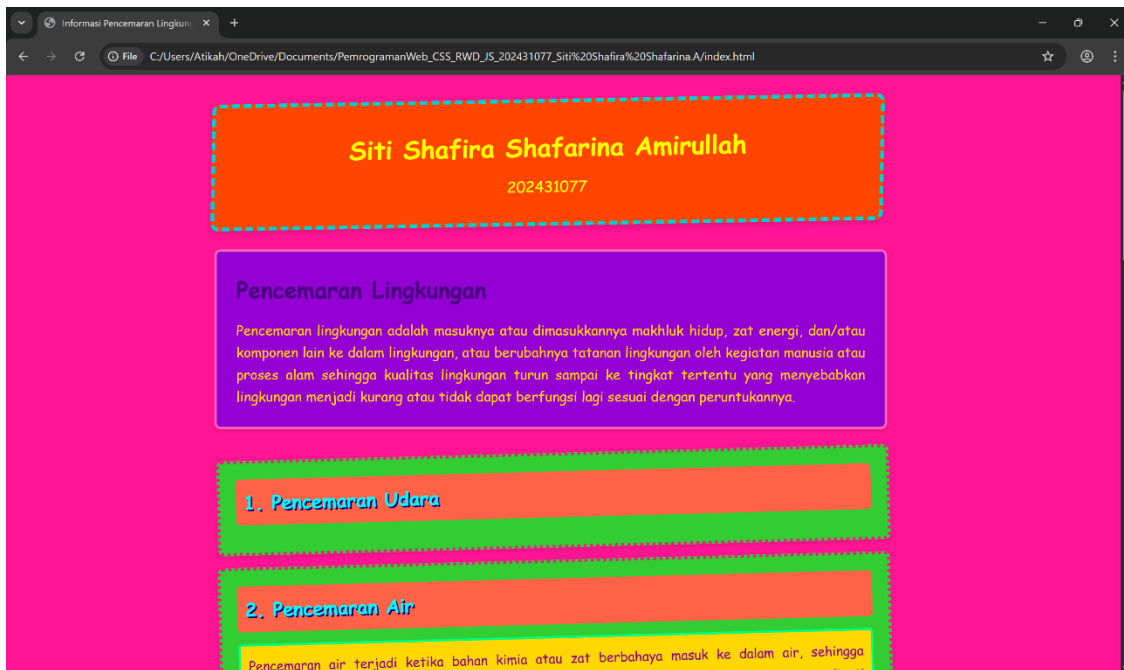 Informasi Pencemaran Lingkun
File C:/Users/Atikah/OneDrive/Documents/PemrogramanWeb_CSS_RWD_JS_202431077_Siti%20Shafira%20Shafarina.A/index.html
Siti Shafira Shafarina Amirullah
202431077
Pencemaran Lingkungan
Pencemaran lingkungan adalah masuknya atau dimasukkannya makhluk hidup, zat energi, dan/atau
komponen lain ke dalam lingkungan, atau berubahnya tatanan lingkungan oleh kegiatan manusia atau
proses alam sehingga kualitas lingkungan turun sampai ke tingkat tertentu yang menyebabkan
lingkungan menjadi kurang atau tidak dapat berfungsi lagi sesuai dengan peruntukannya.
1. Pencemaran Udara
2. Pencemaran Air
Pencemaran air terjadi ketika bahan kimia atau zat berbahaya masuk ke dalam air, sehingga